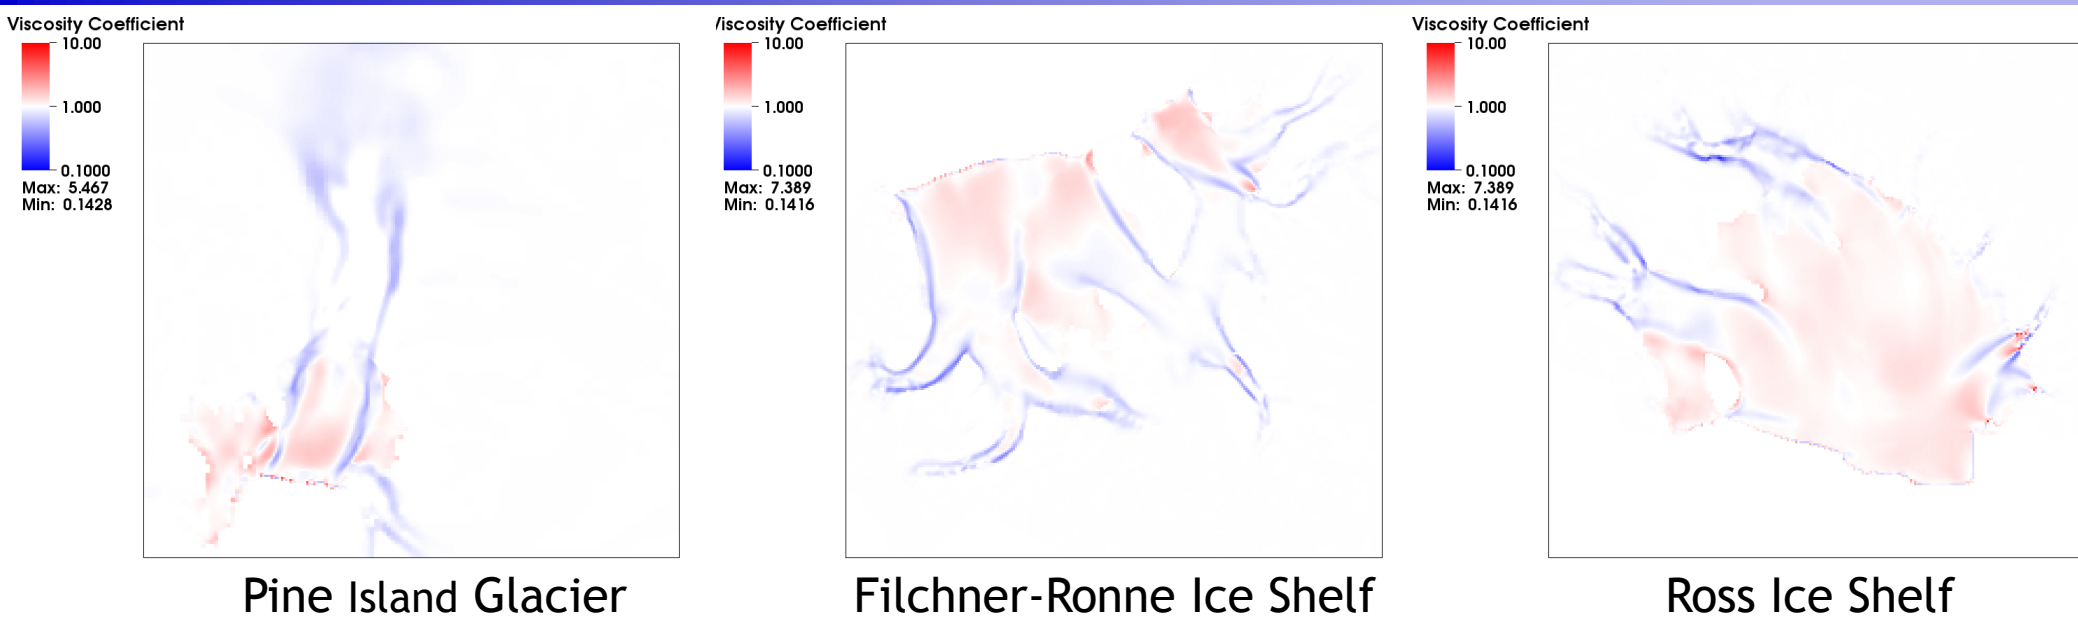 Viscosity Coefficient
10.00
1.000
0.1000
Max: 5.467
Min: 0.1428
Pine Island Glacier
/iscosity Coefficient
10.00
1.000
0.1000
Max: 7.389
Min: 0.1416
Filchner-Ronne Ice Shelf
Viscosity Coefficient
10.00
1.000
0.1000
Max: 7.389
Min: 0.1416
Ross Ice Shelf